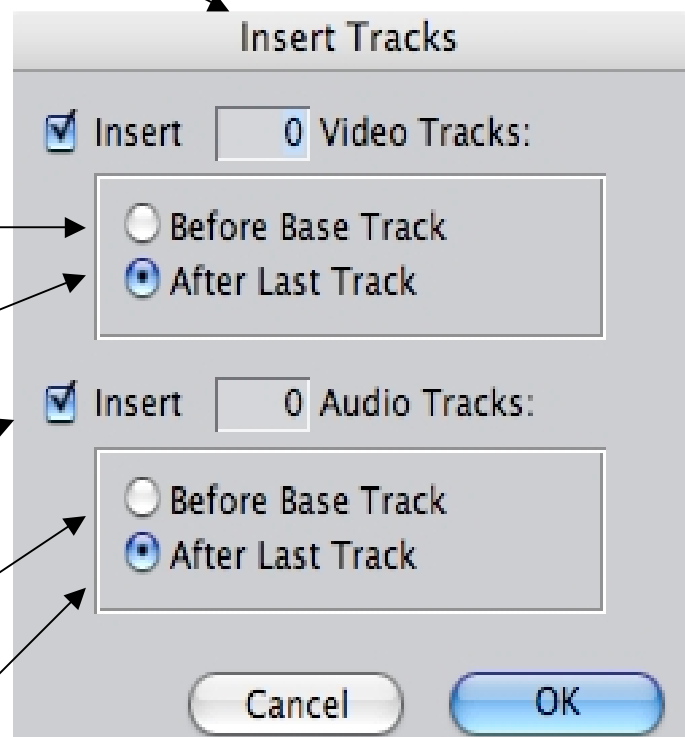 Insert Tracks
Insert 0 Video Tracks:
Before Base Track
After Last Track
Insert 0 Audio Tracks:
Before Base Track
After Last Track
Cancel OK